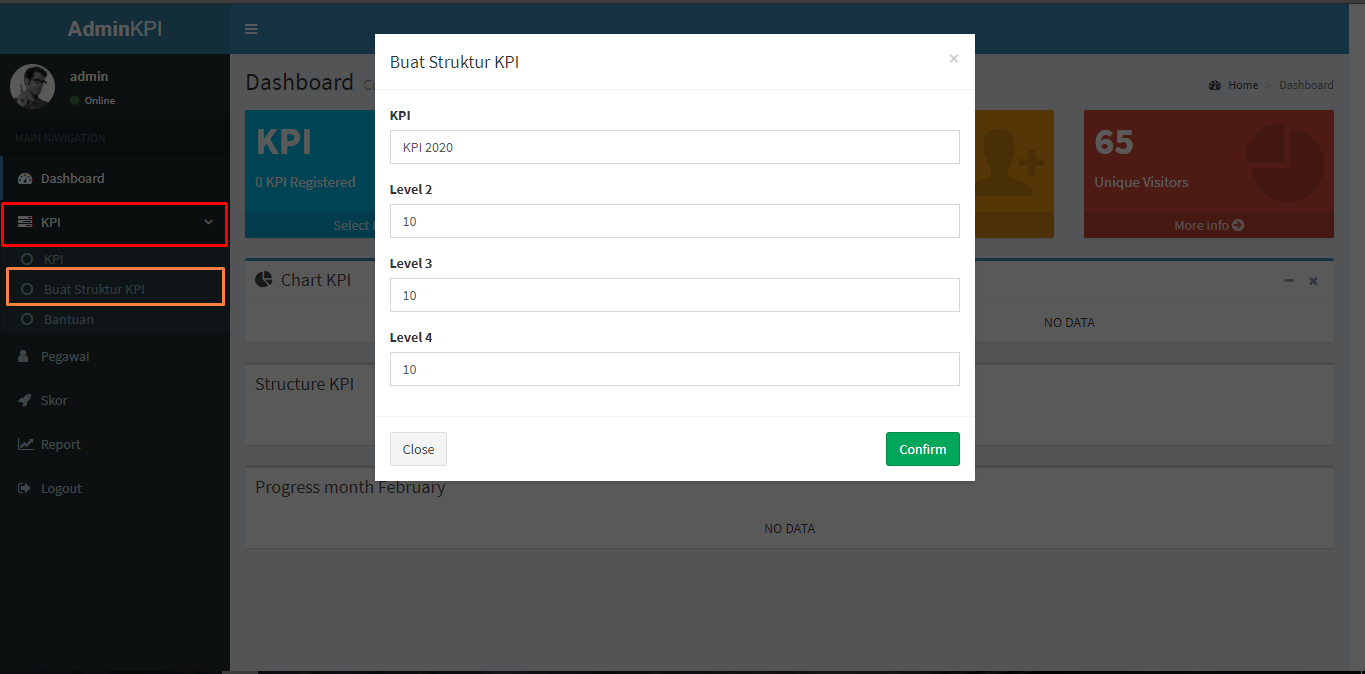 AdminKPI
admin
Online
MAIN NAVIGATION
Dashboard
KPI
KPI
Buat Struktur KPI
Bantuan
Pegawai
Skor
Report
Logout
Dashboard
Home > Dashboard
KPI
0 KPI Registered
Select
65
Unique Visitors
More info
Chart KPI
NO DATA
Structure KPI
Progress month February
NO DATA
Buat Struktur KPI
×
KPI
KPI 2020
Level 2
10
Level 3
10
Level 4
10
Close
Confirm